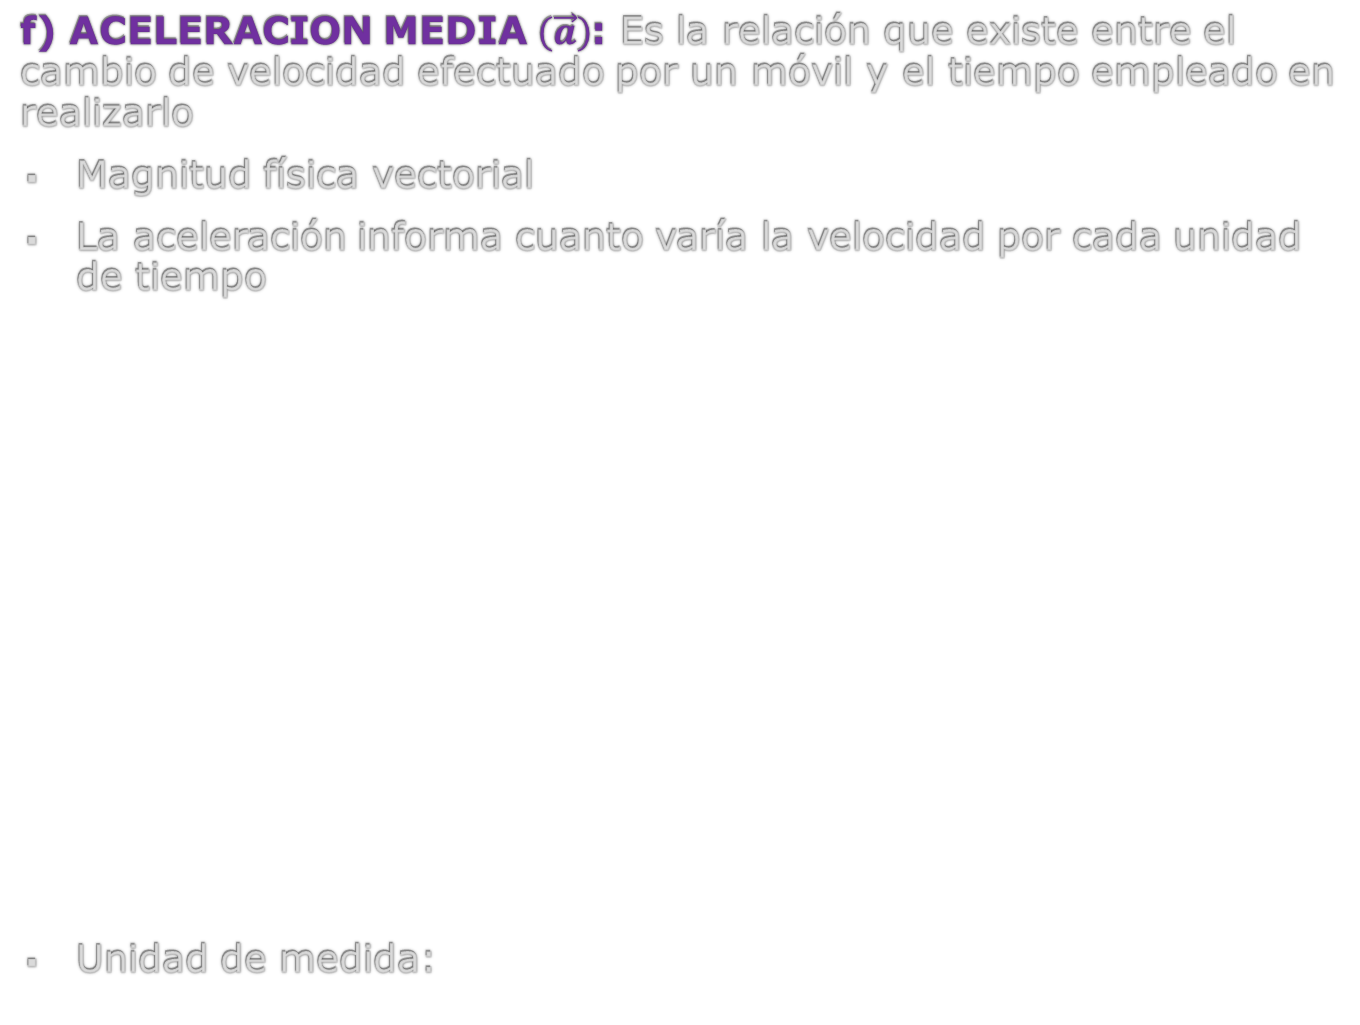 f) ACELERACION MEDIA (a⃗): Es la relación que existe entre el
cambio de velocidad efectuado por un móvil y el tiempo empleado en
realizarlo
▪ Magnitud física vectorial
▪ La aceleración informa cuanto varía la velocidad por cada unidad
de tiempo
▪ Unidad de medida: